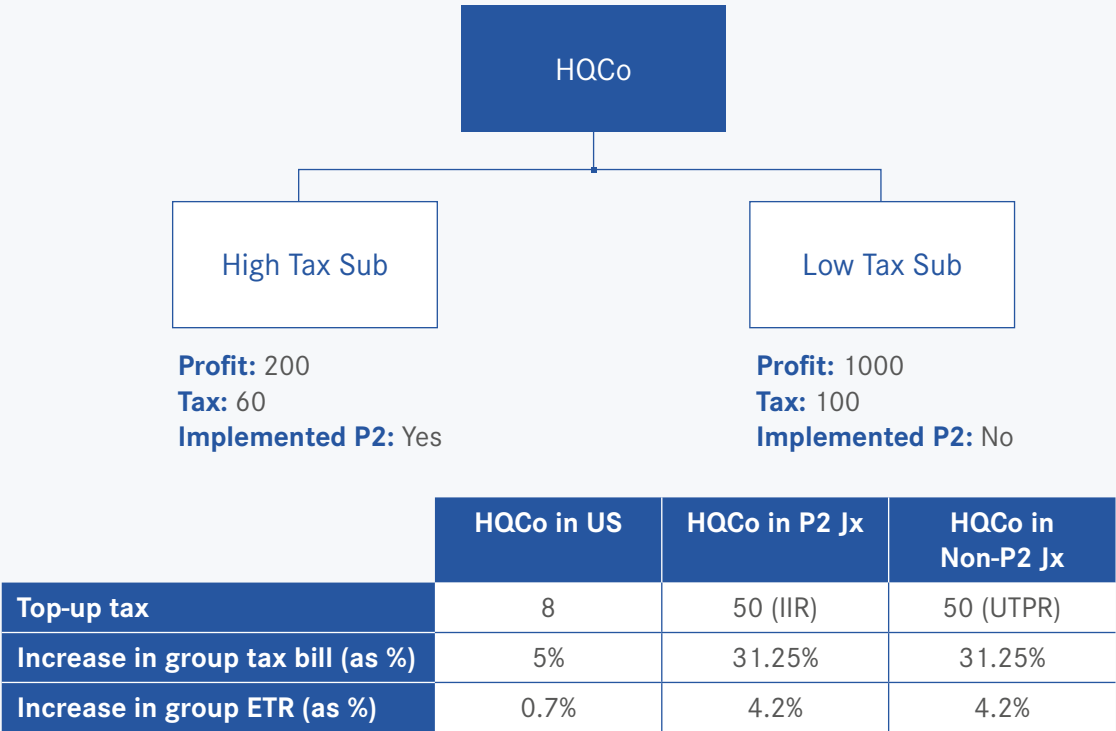 HQCo
High Tax Sub
Low Tax Sub
Profit: 200
Tax: 60
Implemented P2: Yes
Profit: 1000
Tax: 100
Implemented P2: No
HQCo in US
HQCo in P2 Jx
HQCo in
Non-P2 Jx
Top-up tax 8 50 (IIR) 50 (UTPR)
Increase in group tax bill (as %) 5% 31.25% 31.25%
Increase in group ETR (as %) 0.7% 4.2% 4.2%